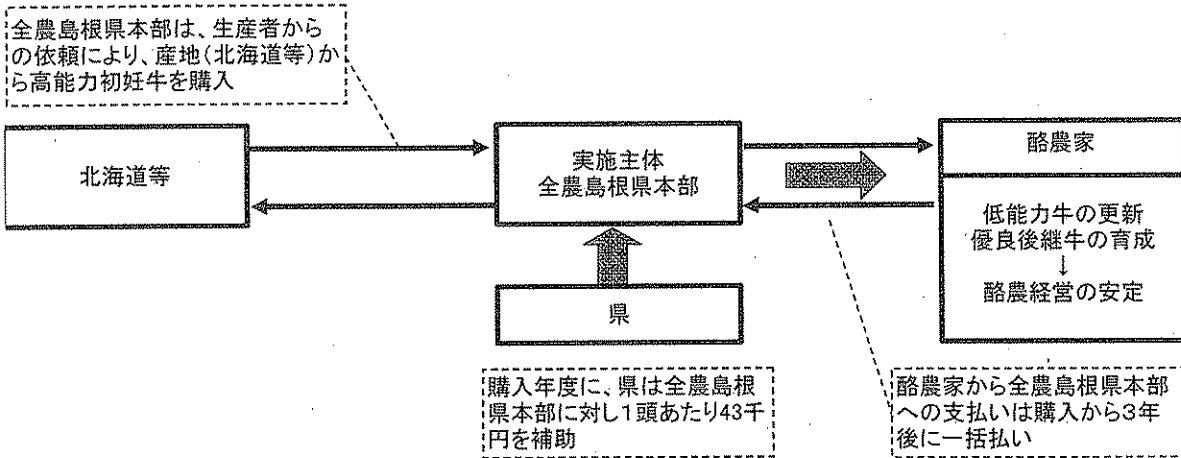 全農島根県本部は、生産者から
の依頼により、産地(北海道等)か
ら高能力初妊牛を購入
北海道等
実施主体
全農島根県本部
酪農家
低能力牛の更新
優良後継牛の育成
↓
酪農経営の安定
県
購入年度に、県は全農島根
県本部に対し1頭あたり43千
円を補助
酪農家から全農島根県本部
への支払いは購入から3年
後に一括払い